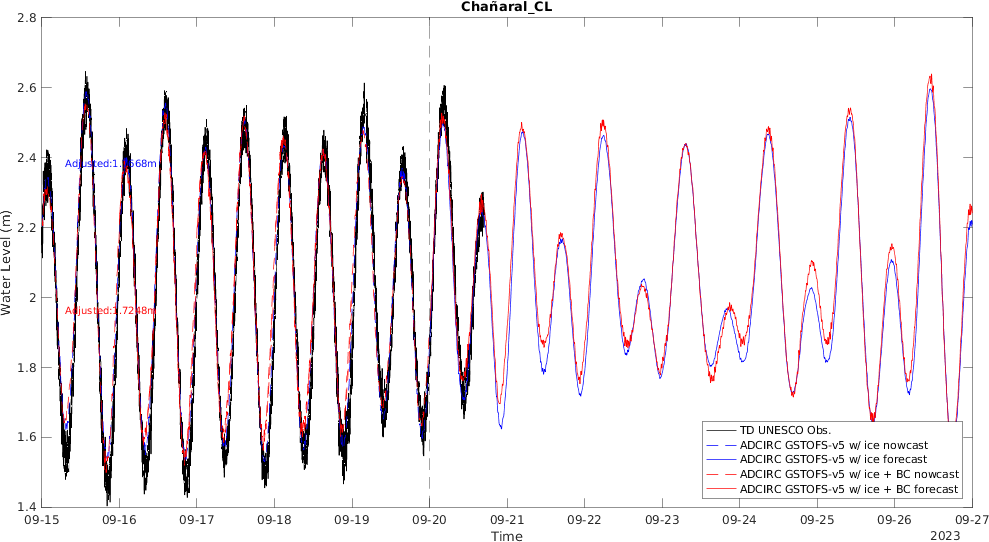 Chañaral_CL
Water Level (m)
2.8
2.6
2.4
2.2
2
1.8
1.6
1.4
Adjusted:1.7248m
TD UNESCO Obs.
ADCIRC GSTOFS-v5 w/ ice nowcast
ADCIRC GSTOFS-v5 w/ ice forecast
ADCIRC GSTOFS-v5 w/ ice + BC nowcast
ADCIRC GSTOFS-v5 w/ ice + BC forecast
09-15 09-16 09-17 09-18 09-19 09-20 09-21 09-22 09-23 09-24 09-25 09-26 09-27
Time
2023